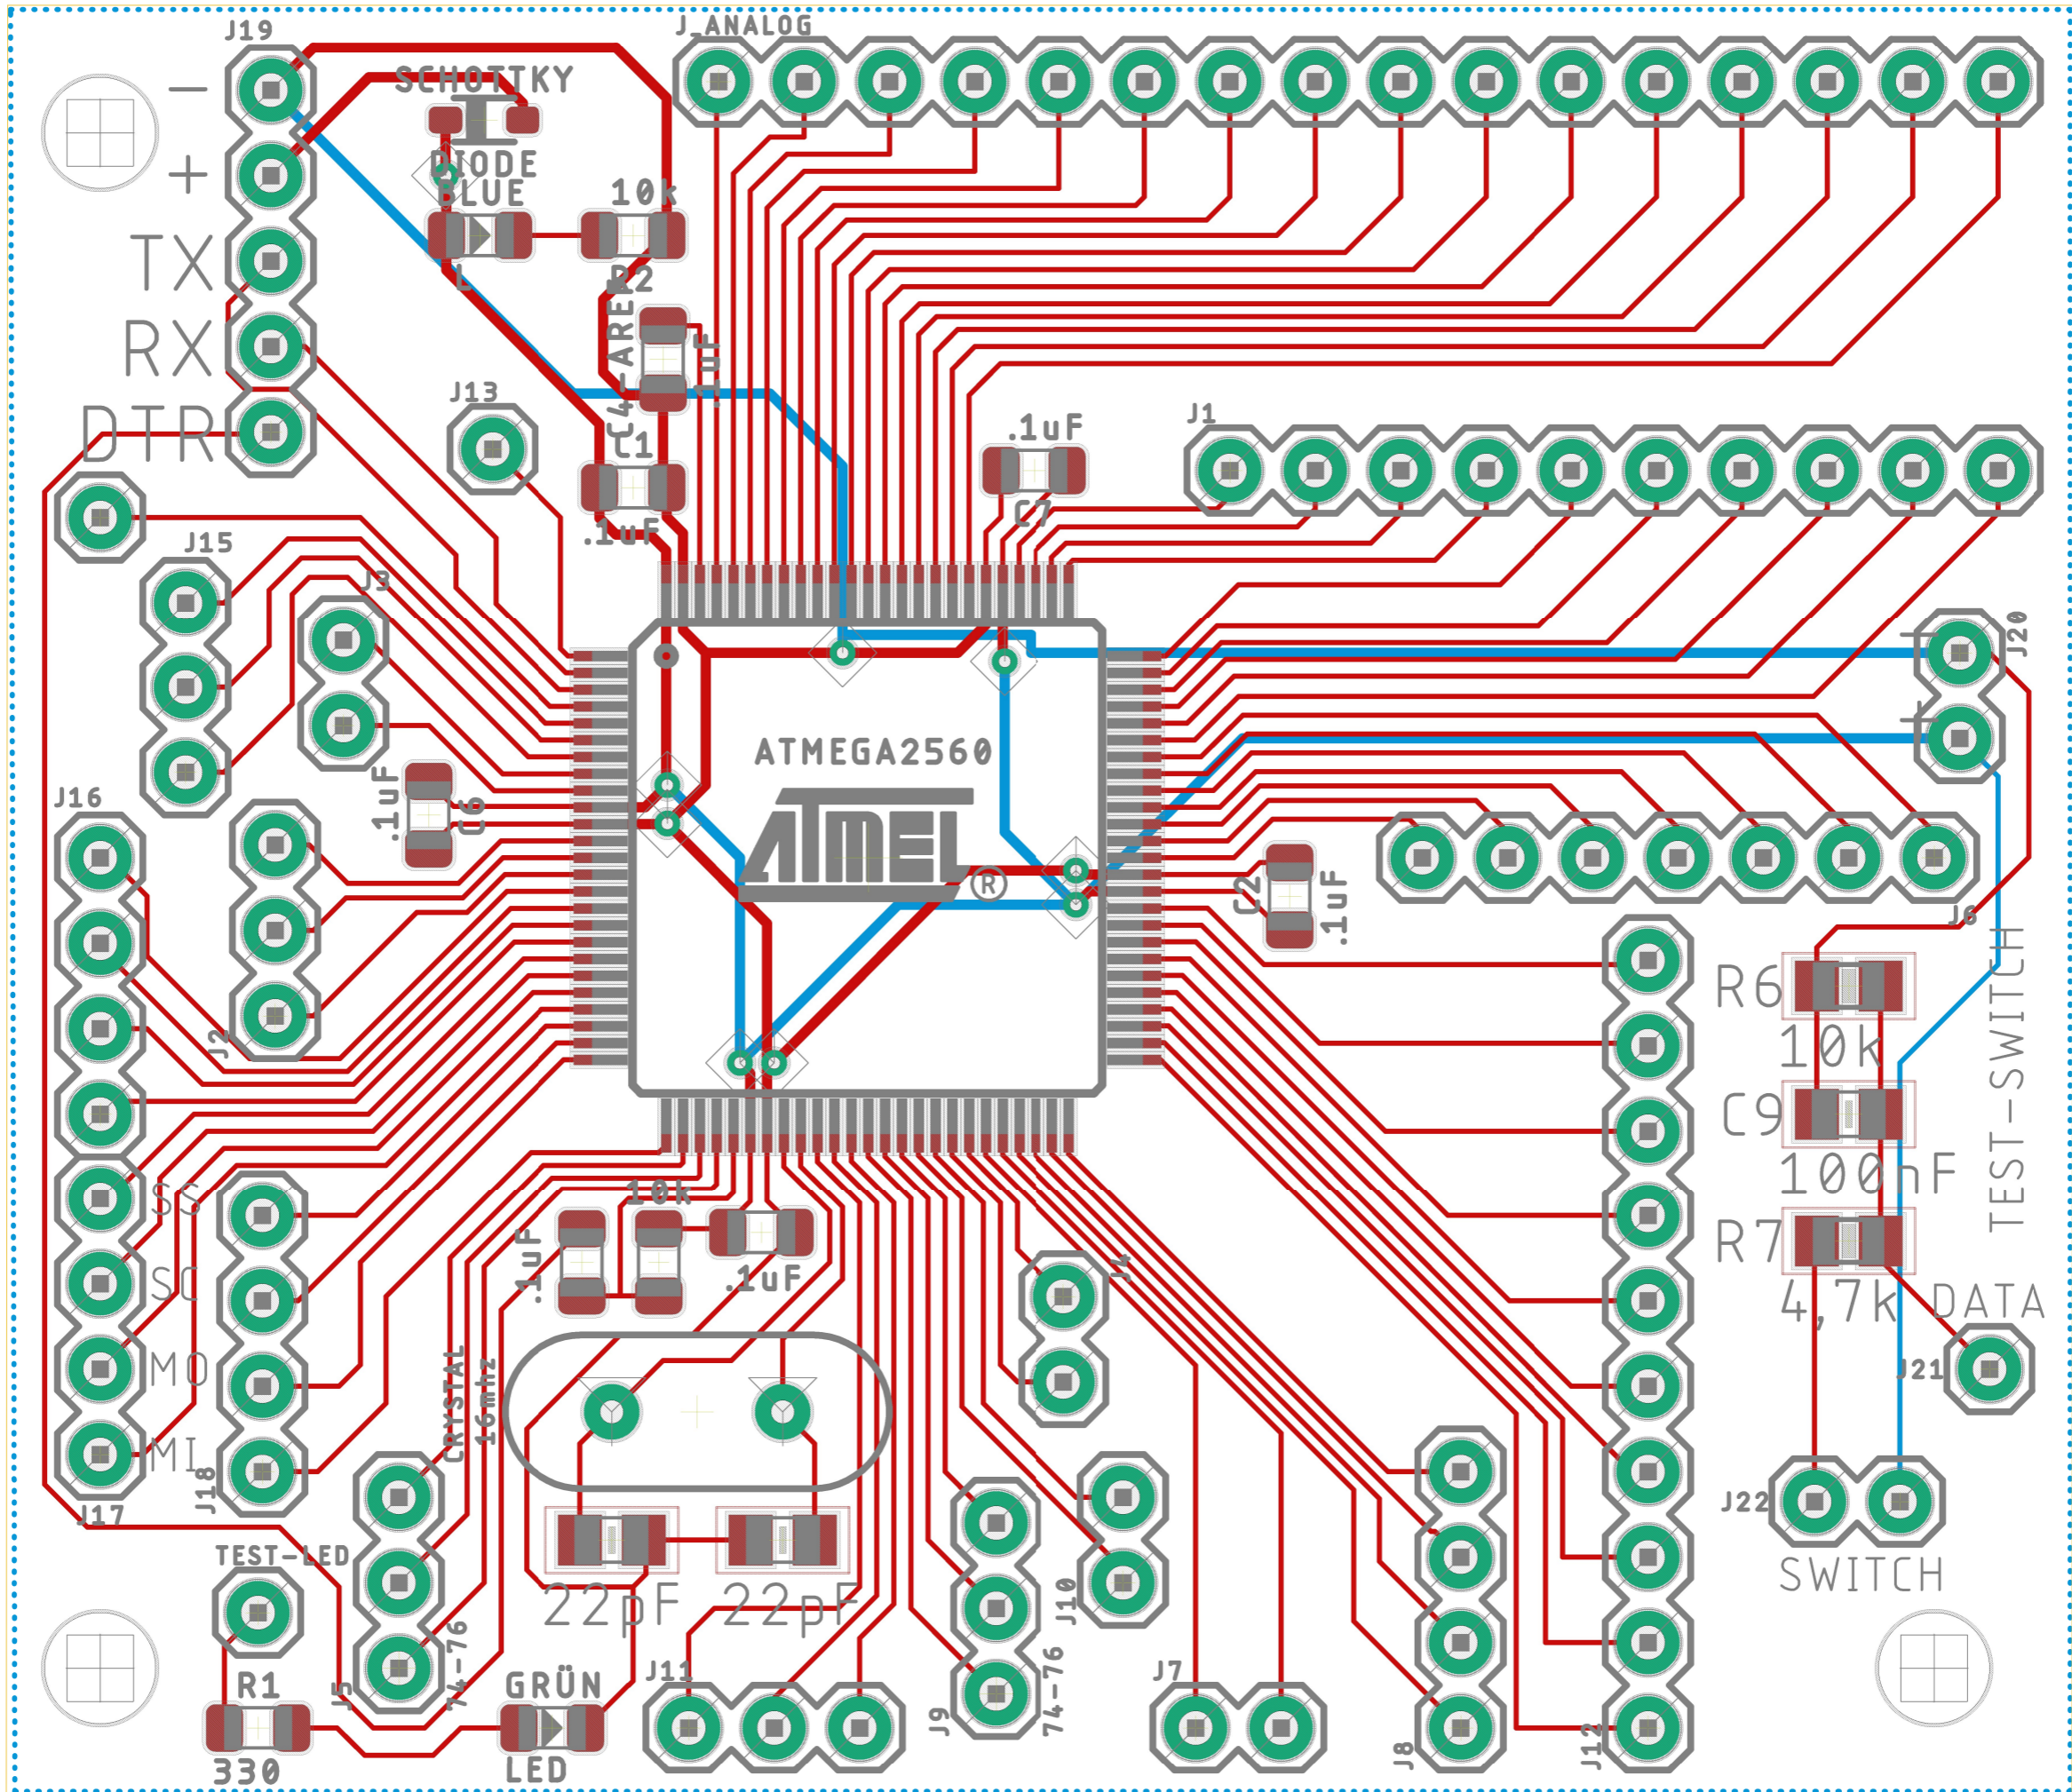 J19
J_ANALOG
−
SCHOTTKY
+
DIODE
BLUE
10k
TX
L
R2
C4-AREF
.1uF
RX
J13
DTR
C1
.1uF
J1
.1uF
C7
J15
J3
J20
ATMEGA2560
ATMEL
®
.1uF
C6
J16
C2
.1uF
J6
R6
10k
TEST-SWITCH
J2
C9
100nF
SS
10k
R7
SC
.1uF
.1uF
J4
4,7k
DATA
MO
CRYSTAL
16mhz
J21
MI
J18
J17
J22
TEST-LED
SWITCH
22pF
22pF
J10
74-76
J5
R1
GRÜN
J11
J9
74-76
J7
J8
J12
330
LED